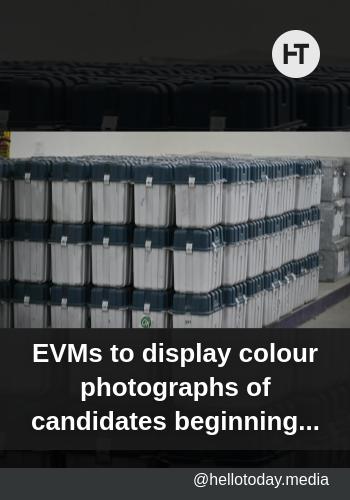 HT
EVMs to display colour
photographs of
candidates beginning...
@hellotoday.media